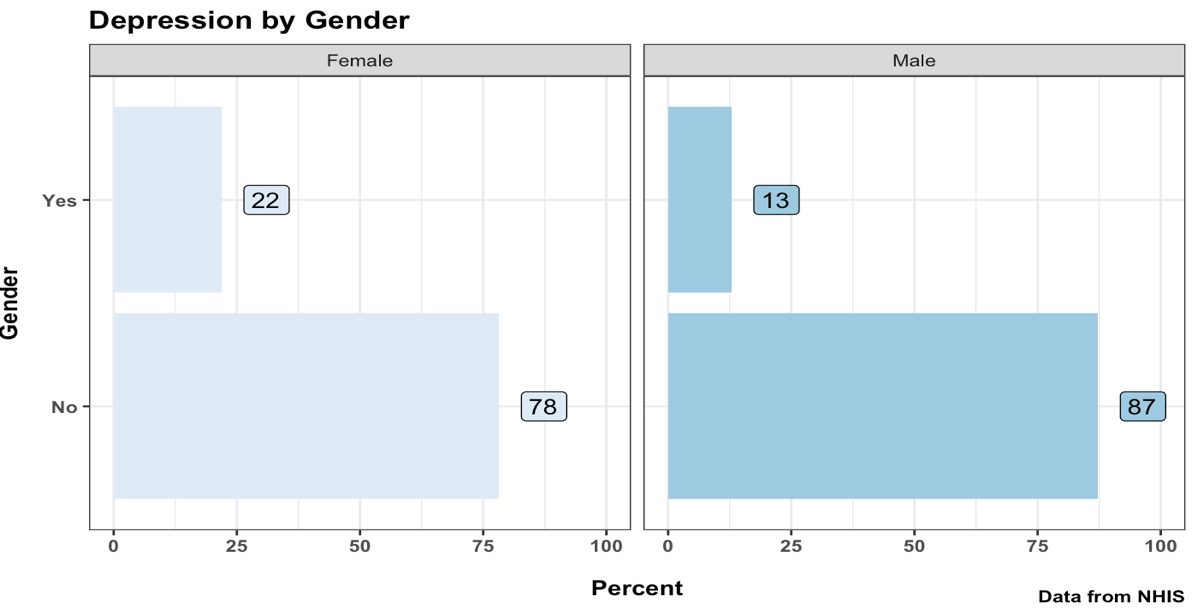 Depression by Gender
Female Male
Gender
Yes 22 13
No 78 87
0 25 50 75 100 0 25 50 75 100
Percent
Data from NHIS